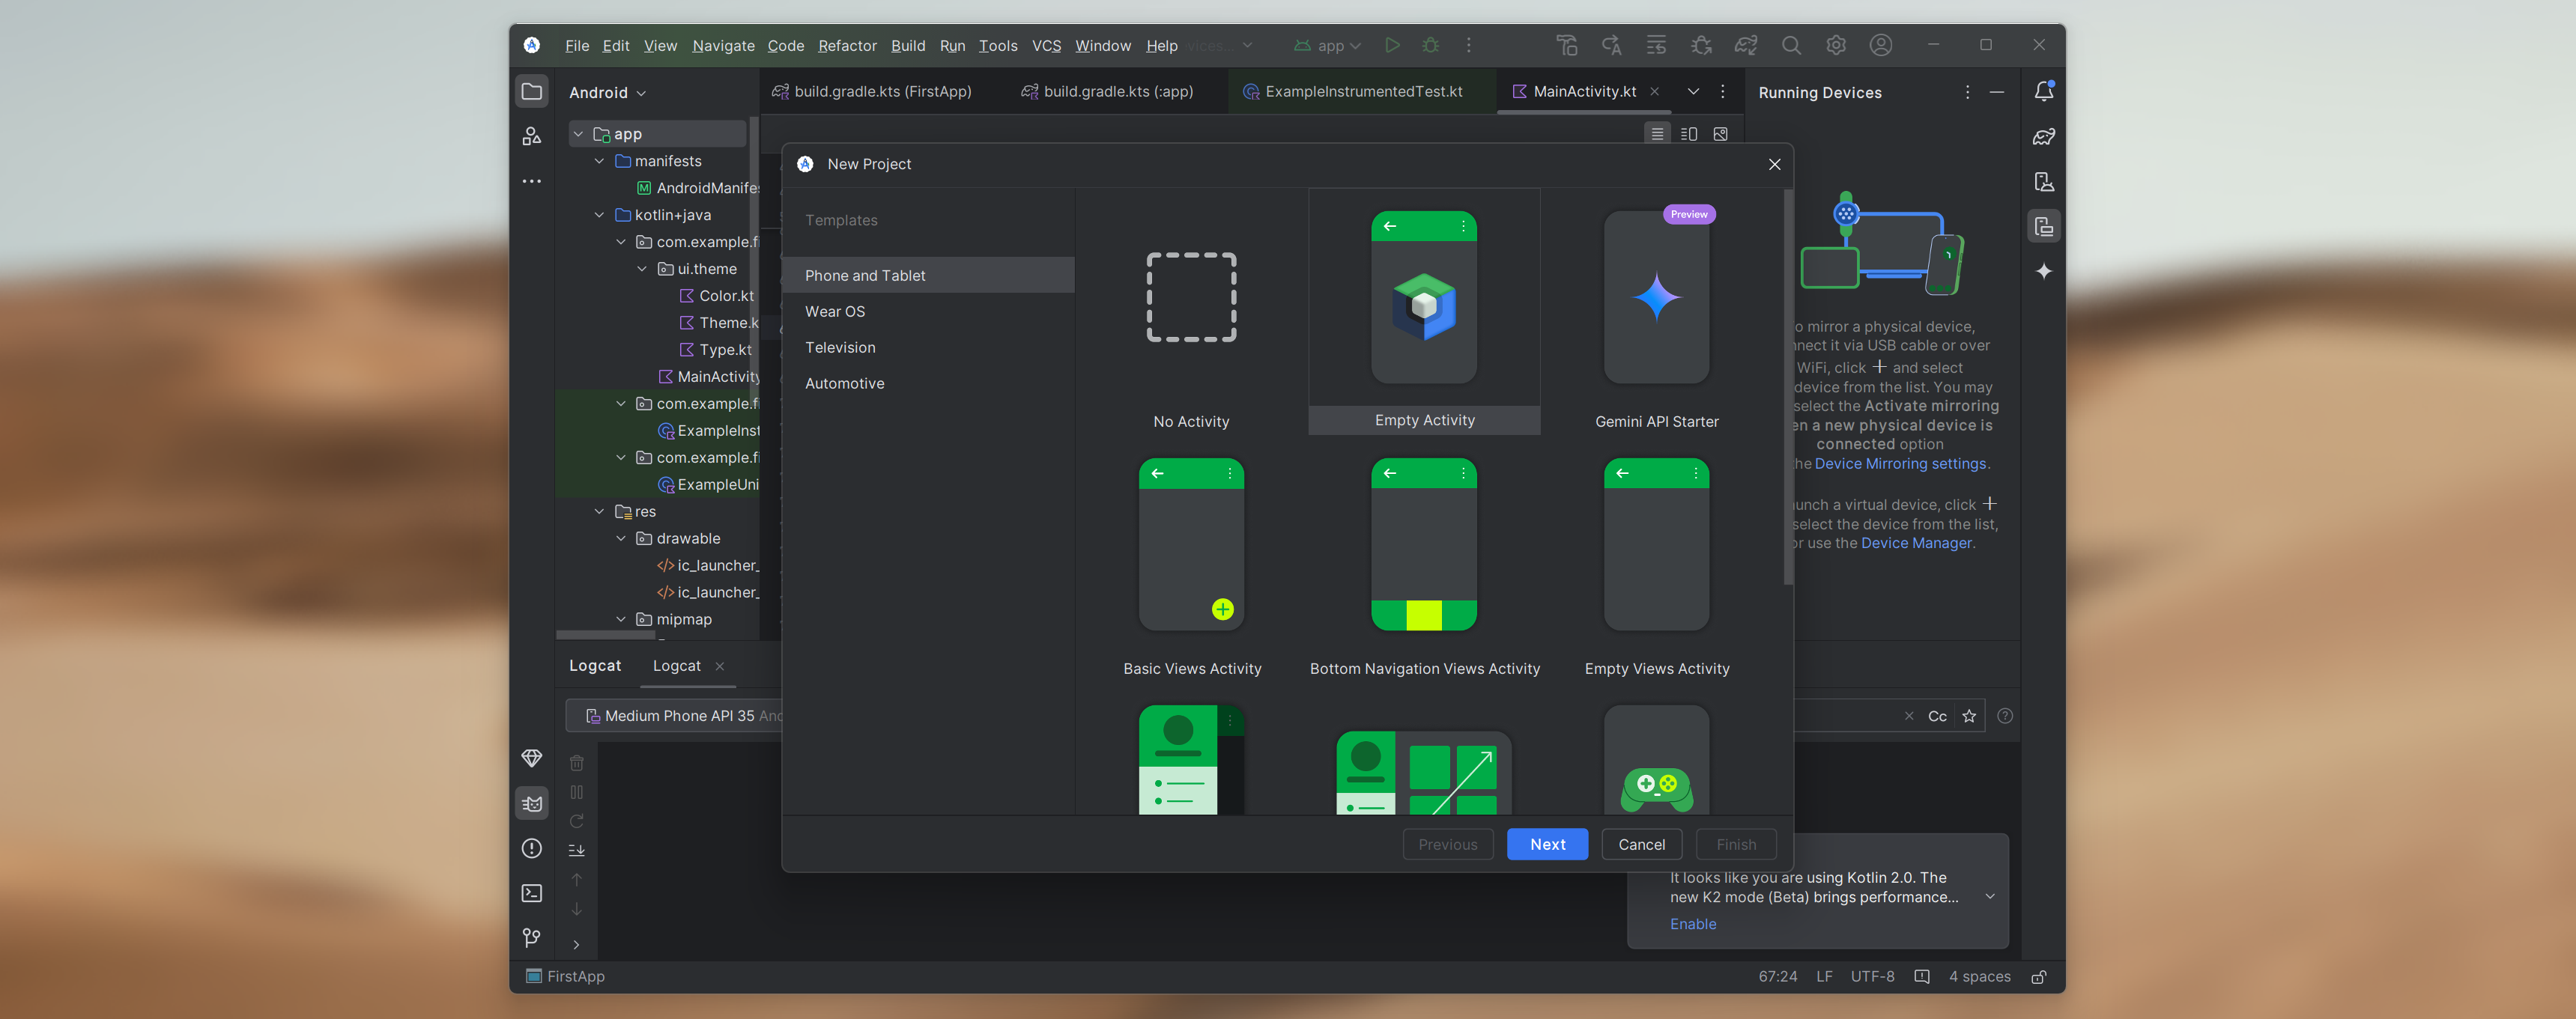 File Edit View Navigate Code Refactor Build Run Tools VCS Window Help
app
Android
build.gradle.kts (FirstApp)
build.gradle.kts (:app)
ExampleInstrumentedTest.kt
MainActivity.kt
Running Devices
app
manifests
AndroidManifes
kotlin+java
com.example.fi
ui.theme
Color.kt
Theme.k
Type.kt
MainActivity
com.example.fi
ExampleInst
com.example.fi
ExampleUni
res
drawable
ic_launcher_
ic_launcher_
mipmap
New Project
Templates
Phone and Tablet
Wear OS
Television
Automotive
Preview
No Activity
Empty Activity
Gemini API Starter
Basic Views Activity
Bottom Navigation Views Activity
Empty Views Activity
Previous
Next
Cancel
Finish
o mirror a physical device,
nnect it via USB cable or over
WiFi, click + and select
device from the list. You may
select the Activate mirroring
en a new physical device is
connected option
he Device Mirroring settings.
unch a virtual device, click +
select the device from the list,
or use the Device Manager.
Logcat
Logcat
Medium Phone API 35 And
Cc
It looks like you are using Kotlin 2.0. The
new K2 mode (Beta) brings performance...
Enable
FirstApp
67:24 LF UTF-8 4 spaces